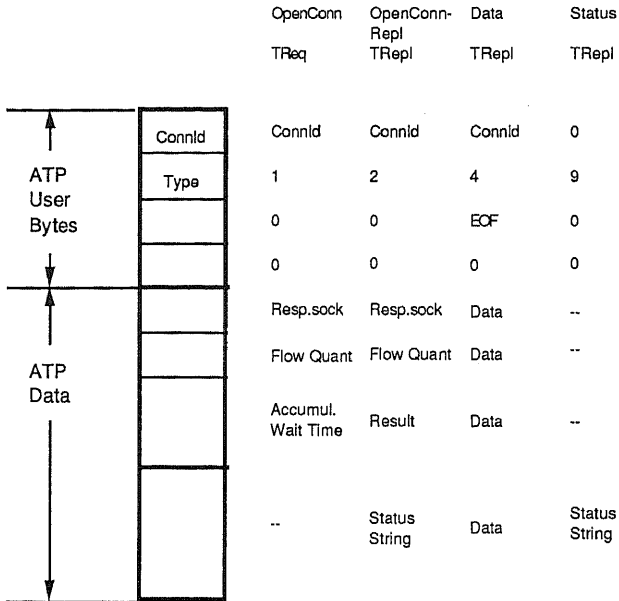 OpenConn OpenConn- Data Status
Repl
TReq TRepl TRepl TRepl
ConnId ConnId ConnId ConnId 0
ATP Type 1 2 4 9
User
Bytes 0 0 EOF 0
0 0 0 0
Resp.sock Resp.sock Data --
ATP Flow Quant Flow Quant Data --
Data
Accumul. Result Data --
Wait Time
-- Status Data Status
String String